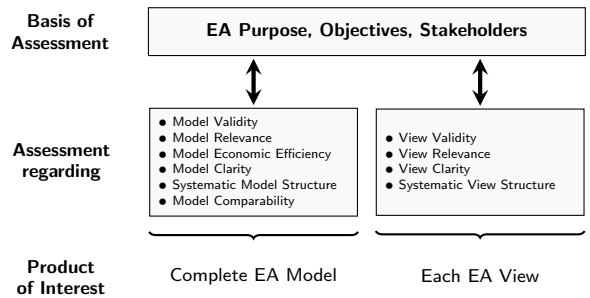 Basis of
Assessment
EA Purpose, Objectives, Stakeholders
Assessment
regarding
• Model Validity
• Model Relevance
• Model Economic Efficiency
• Model Clarity
• Systematic Model Structure
• Model Comparability
• View Validity
• View Relevance
• View Clarity
• Systematic View Structure
Product
of Interest
Complete EA Model
Each EA View